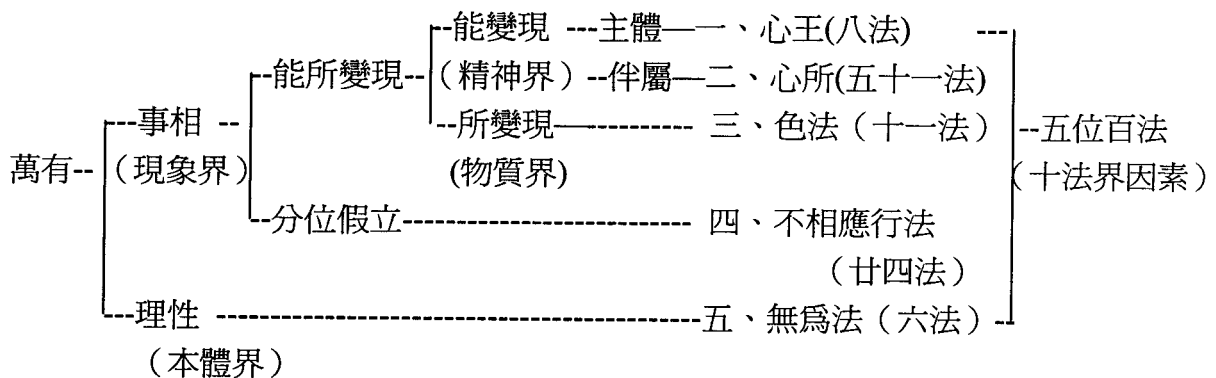 能變現 主體 一、心王(八法)
能所變現 (精神界) 伴屬 二、心所(五十一法)
事相 所變現 三、色法(十一法) 五位百法
萬有 (現象界) (物質界) (十法界因素)
分位假立 四、不相應行法
(廿四法)
理性 五、無爲法(六法)
(本體界)